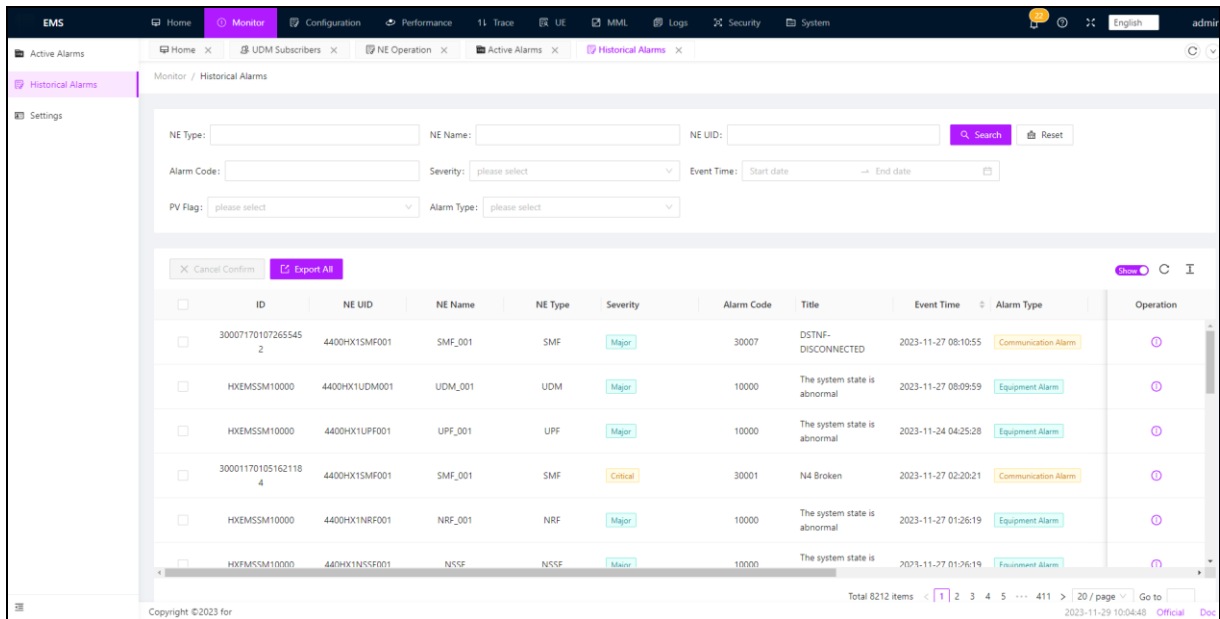 EMS Home Monitor Configuration Performance Trace UE MML Logs Security System 22 English admin
Active Alarms
Historical Alarms
Settings
Home UDM Subscribers NE Operation Active Alarms Historical Alarms
Monitor / Historical Alarms
NE Type: NE Name: NE UID: Search Reset
Alarm Code: Severity: please select Event Time: Start date → End date
PV Flag: please select Alarm Type: please select
Cancel Confirm Export All Show
ID NE UID NE Name NE Type Severity Alarm Code Title Event Time Alarm Type Operation
30007170107265545 DSTNF-
2 4400HX1SMF001 SMF_001 SMF Major 30007 DISCONNECTED 2023-11-27 08:10:55 Communication Alarm
HXEMSSM10000 4400HX1UDM001 UDM_001 UDM Major 10000 The system state is 2023-11-27 08:09:59 Equipment Alarm
abnormal
HXEMSSM10000 4400HX1UPF001 UPF_001 UPF Major 10000 The system state is 2023-11-24 04:25:28 Equipment Alarm
abnormal
30001170105162118
4 4400HX1SMF001 SMF_001 SMF Critical 30001 N4 Broken 2023-11-27 02:20:21 Communication Alarm
HXEMSSM10000 4400HX1NRF001 NRF_001 NRF Major 10000 The system state is 2023-11-27 01:26:19 Equipment Alarm
abnormal
HXEMSSM10000 440HX1NSSF001 NSSF NSSF Major 10000 The system state is 2023-11-27 01:26:19 Equipment Alarm
Total 8212 items < 1 2 3 4 5 ··· 411 > 20 / page Go to
Copyright ©2023 for 2023-11-29 10:04:48 Official Doc